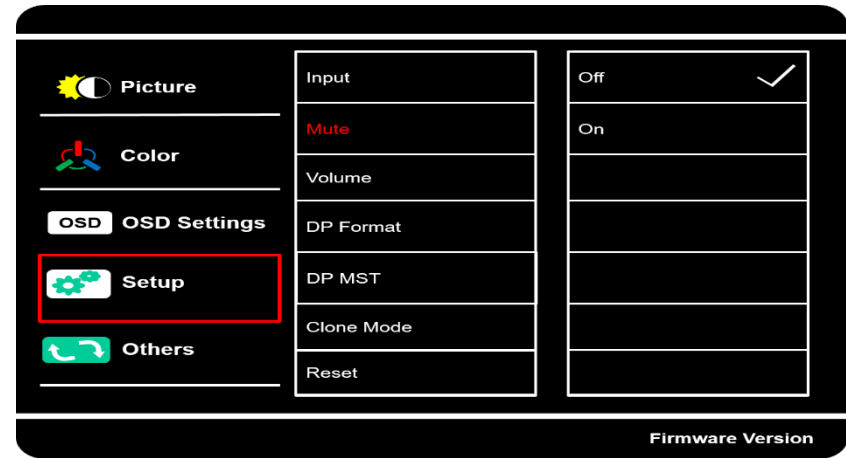 Picture
Color
OSD OSD Settings
Setup
Others
Input
Mute
Volume
DP Format
DP MST
Clone Mode
Reset
Off
On
Firmware Version